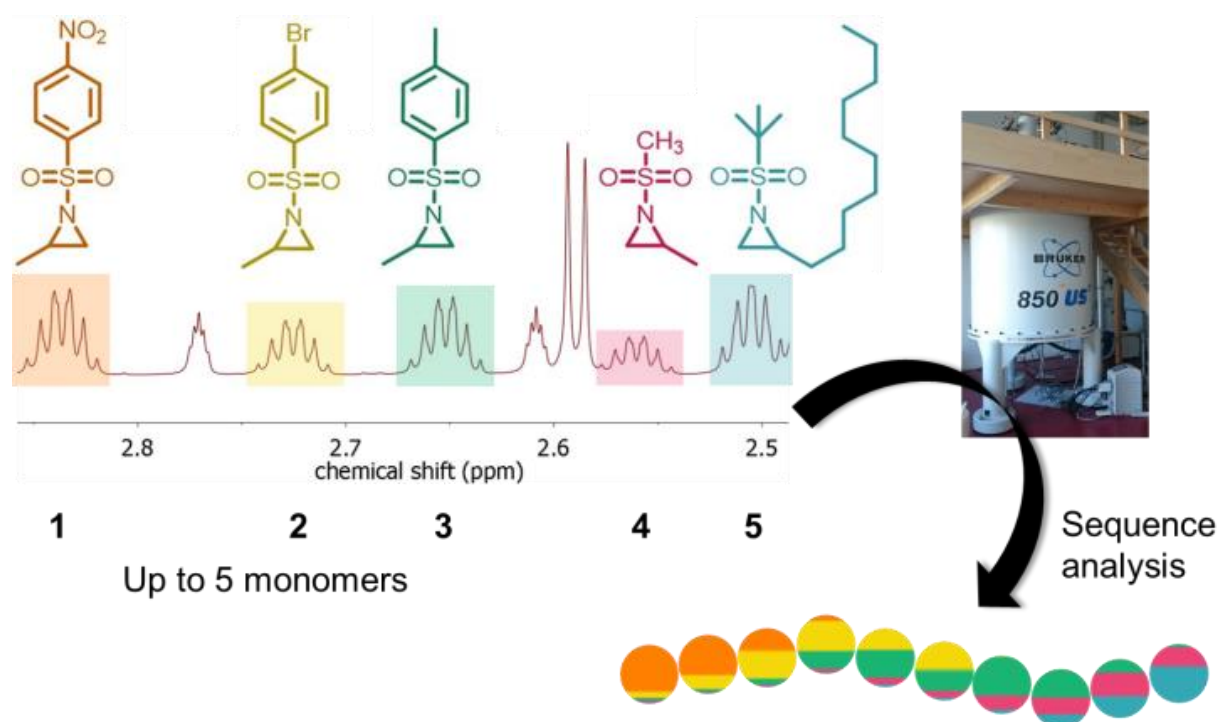 NO₂
Br
CH₃
O=S=O
O=S=O
O=S=O
O=S=O
O=S=O
N
N
N
N
N
BRUKER
850 US
2.8 2.7 2.6 2.5
chemical shift (ppm)
1 2 3 4 5
Up to 5 monomers
Sequence
analysis